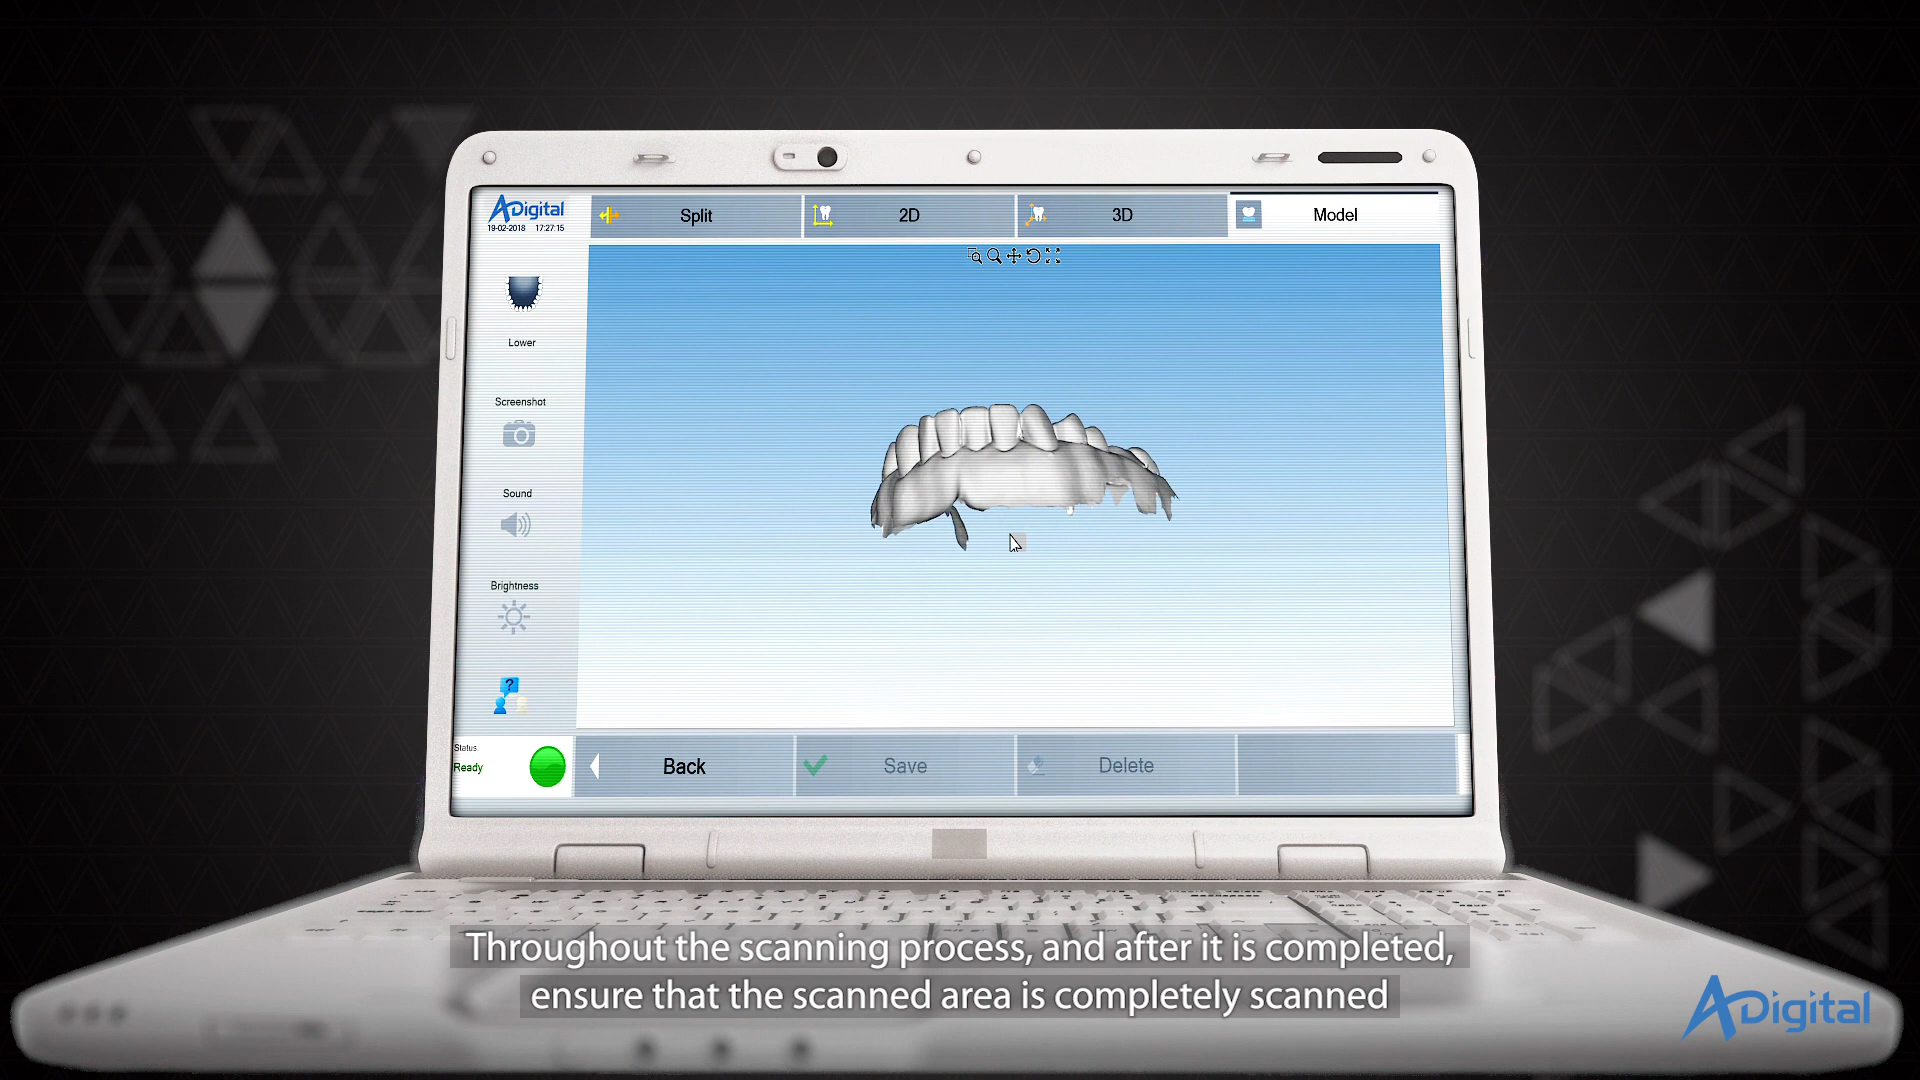 ADigital
19-02-2018 17:27:15
Split
2D
3D
Model
Lower
Screenshot
Sound
Brightness
?
Status:
Ready
Back
Save
Delete
Throughout the scanning process, and after it is completed,
ensure that the scanned area is completely scanned
ADigital